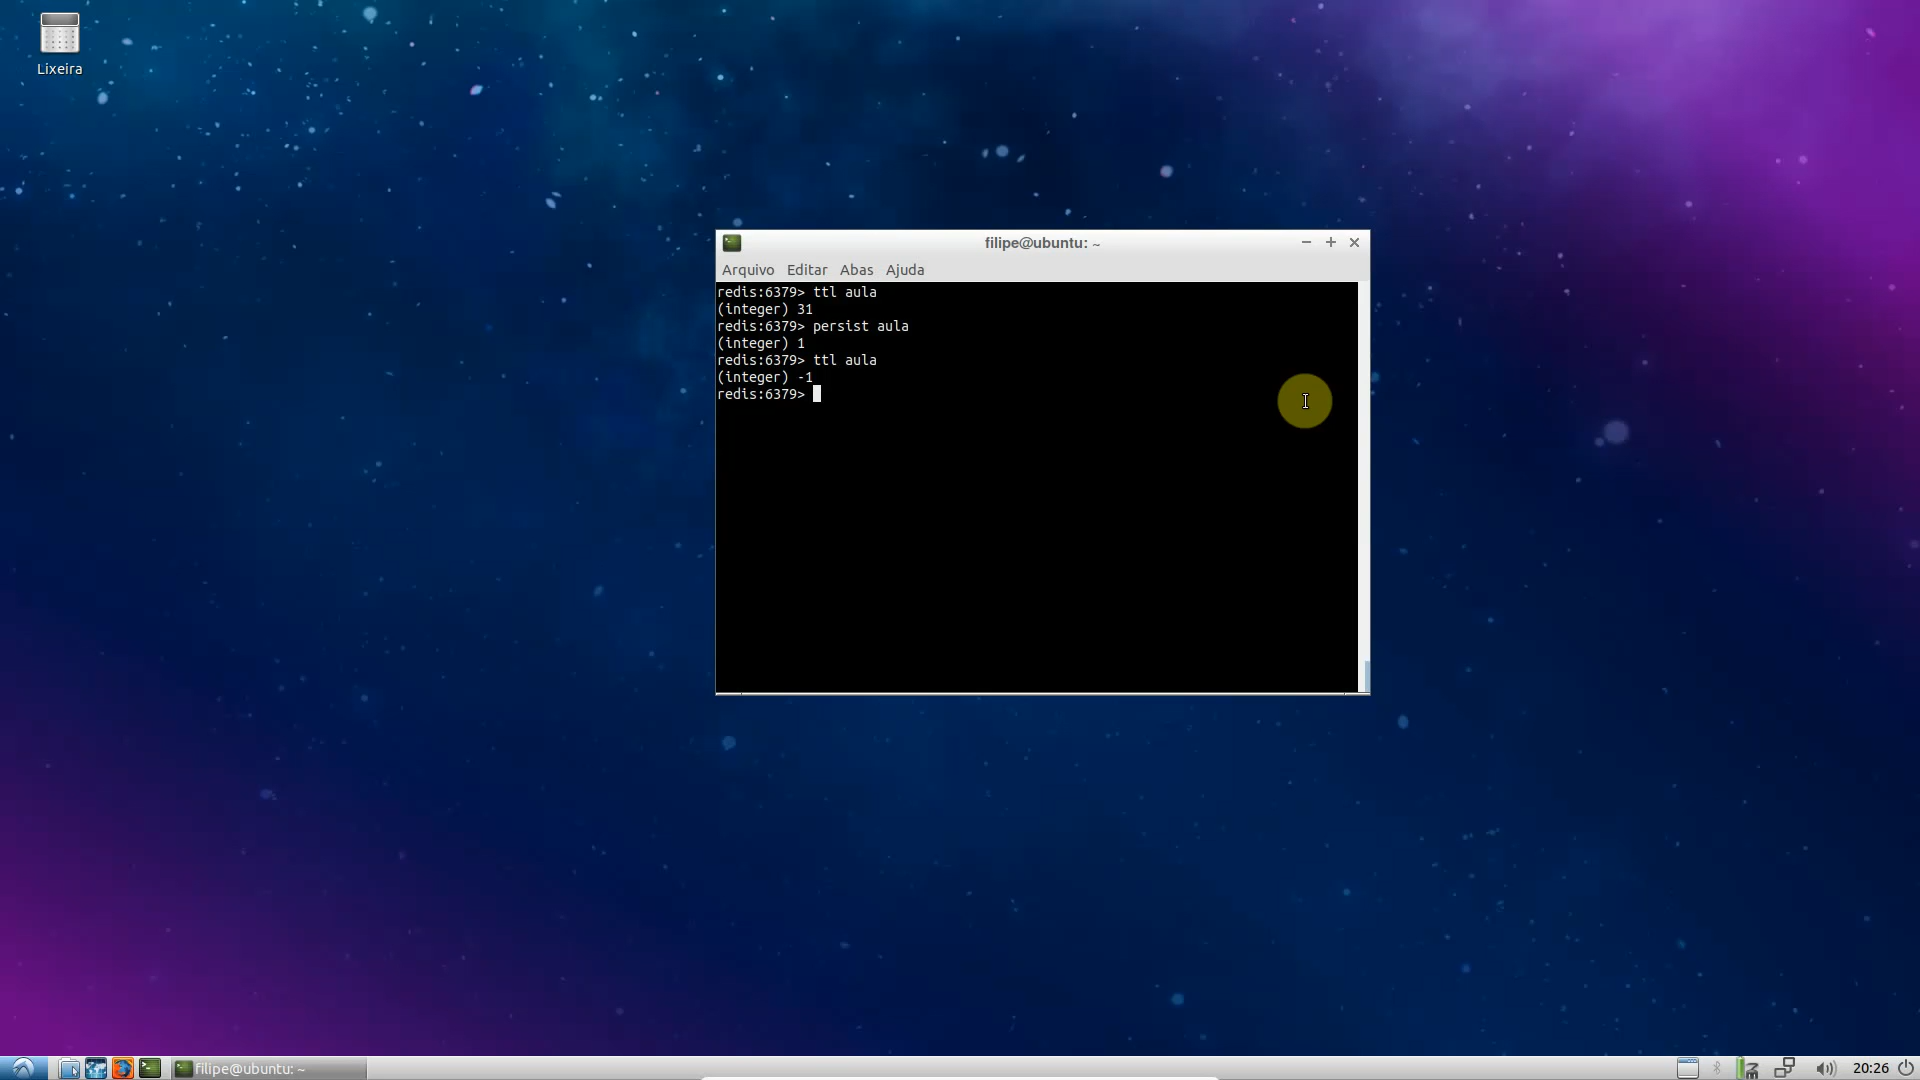 Lixeira
filipe@ubuntu: ~
Arquivo Editar Abas Ajuda
redis:6379> ttl aula
(integer) 31
redis:6379> persist aula
(integer) 1
redis:6379> ttl aula
(integer) -1
redis:6379>
filipe@ubuntu: ~
20:26